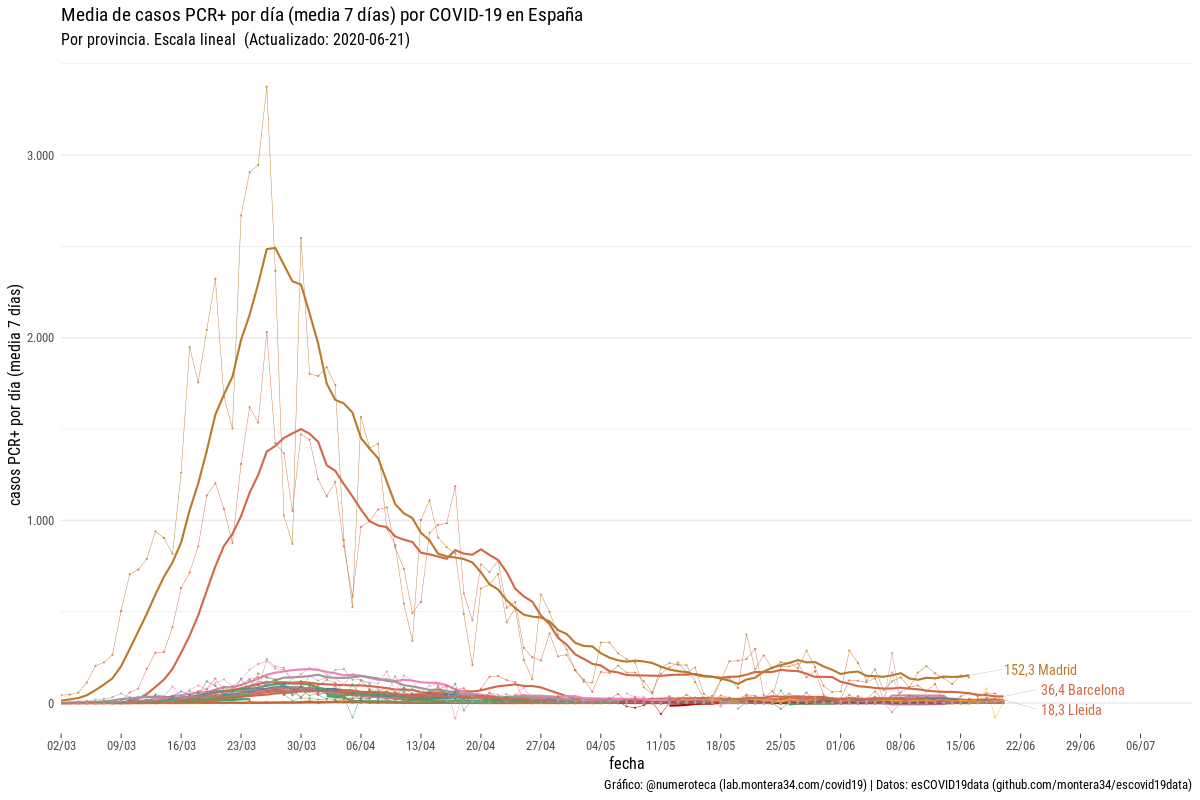 Media de casos PCR+ por día (media 7 días) por COVID-19 en España
Por provincia. Escala lineal (Actualizado: 2020-06-21)
casos PCR+ por día (media 7 días)
3.000
2.000
1.000
0
152,3 Madrid
36,4 Barcelona
18,3 Lleida
02/03 09/03 16/03 23/03 30/03 06/04 13/04 20/04 27/04 04/05 11/05 18/05 25/05 01/06 08/06 15/06 22/06 29/06 06/07
fecha
Gráfico: @numeroteca (lab.montera34.com/covid19) | Datos: esCOVID19data (github.com/montera34/escovid19data)